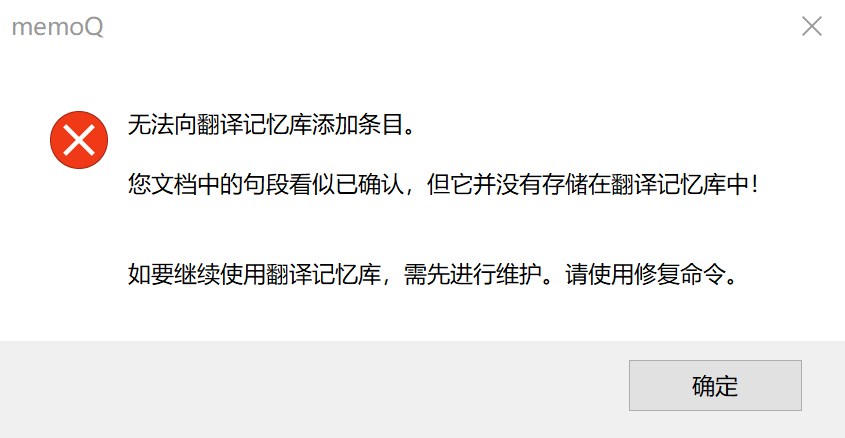 memoQ
无法向翻译记忆库添加条目。
您文档中的句段看似已确认，但它并没有存储在翻译记忆库中！
如要继续使用翻译记忆库，需先进行维护。请使用修复命令。
确定